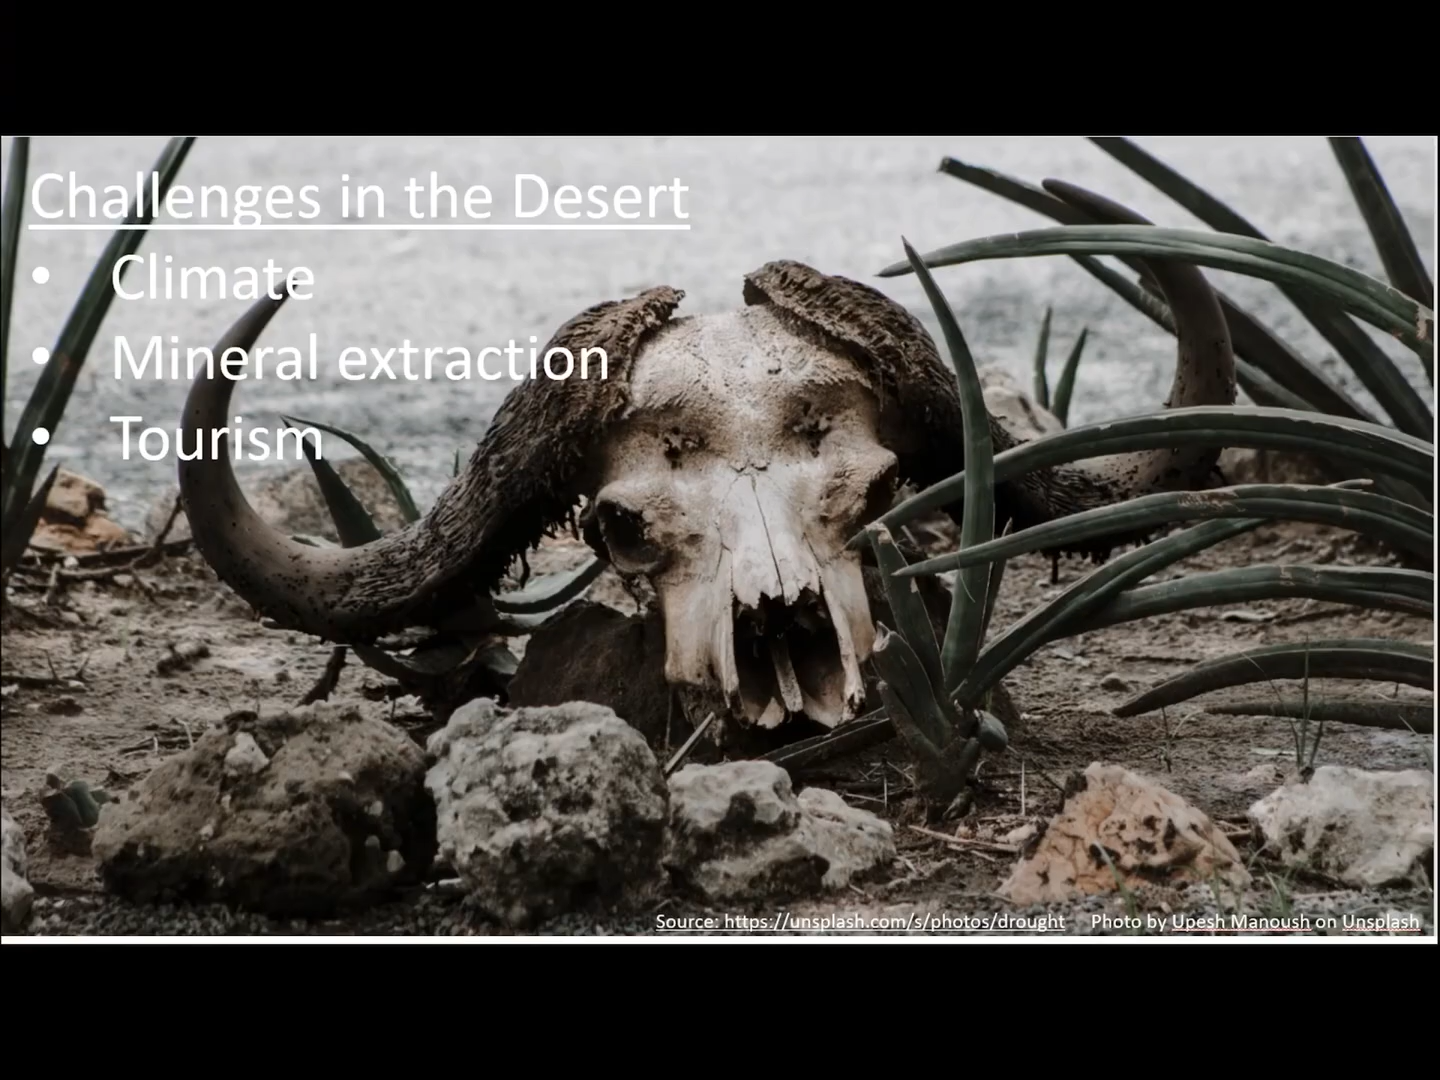 Challenges in the Desert
• Climate
• Mineral extraction
• Tourism
Source: https://unsplash.com/s/photos/drought Photo by Upesh Manoush on Unsplash